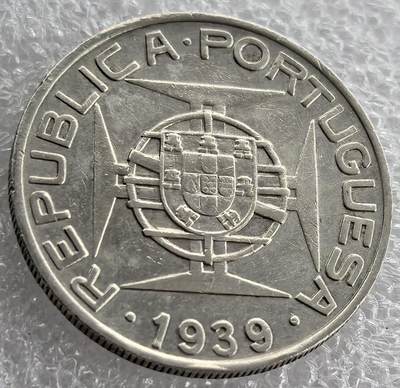 REPUBLICA · PORTUGUESA
· 1939 ·